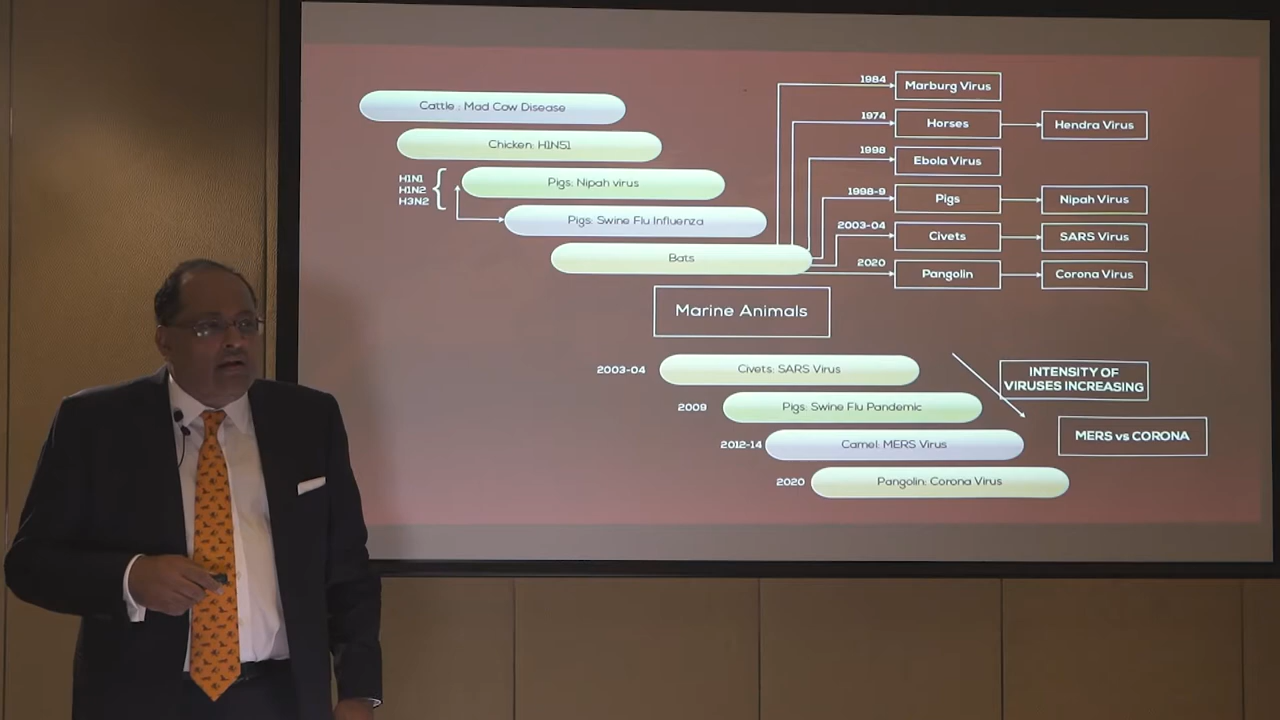 Cattle : Mad Cow Disease
Chicken: H1N51
H1N1
H1N2
H3N2
Pigs: Nipah virus
Pigs: Swine Flu Influenza
Bats
1984
Marburg Virus
1974
Horses
Hendra Virus
1998
Ebola Virus
1998-9
Pigs
Nipah Virus
2003-04
Civets
SARS Virus
2020
Pangolin
Corona Virus
Marine Animals
2003-04
Civets: SARS Virus
2009
Pigs: Swine Flu Pandemic
2012-14
Camel: MERS Virus
2020
Pangolin: Corona Virus
INTENSITY OF
VIRUSES INCREASING
MERS vs CORONA